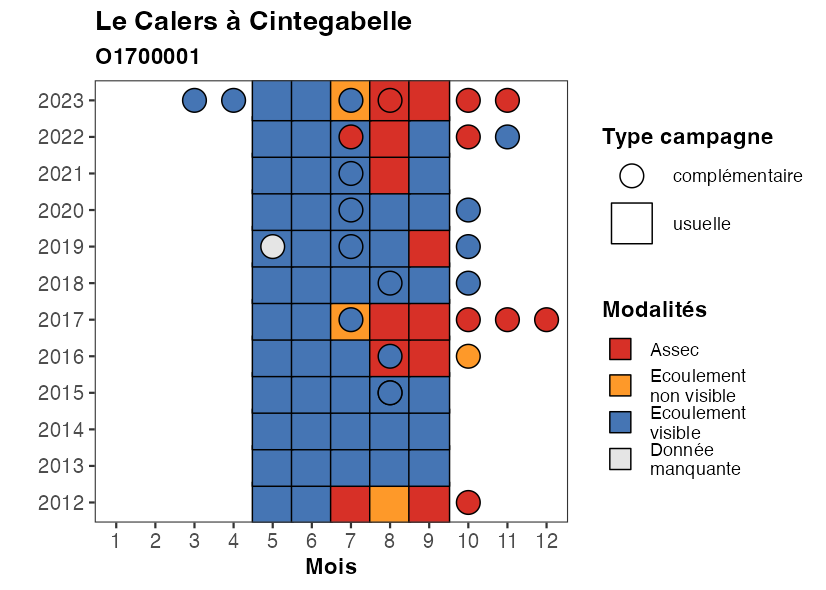 Le Calers à Cintegabelle
O1700001
2023
2022
2021
2020
2019
2018
2017
2016
2015
2014
2013
2012
1 2 3 4 5 6 7 8 9 10 11 12
Mois
Type campagne
complémentaire
usuelle
Modalités
Assec
Ecoulement
non visible
Ecoulement
visible
Donnée
manquante